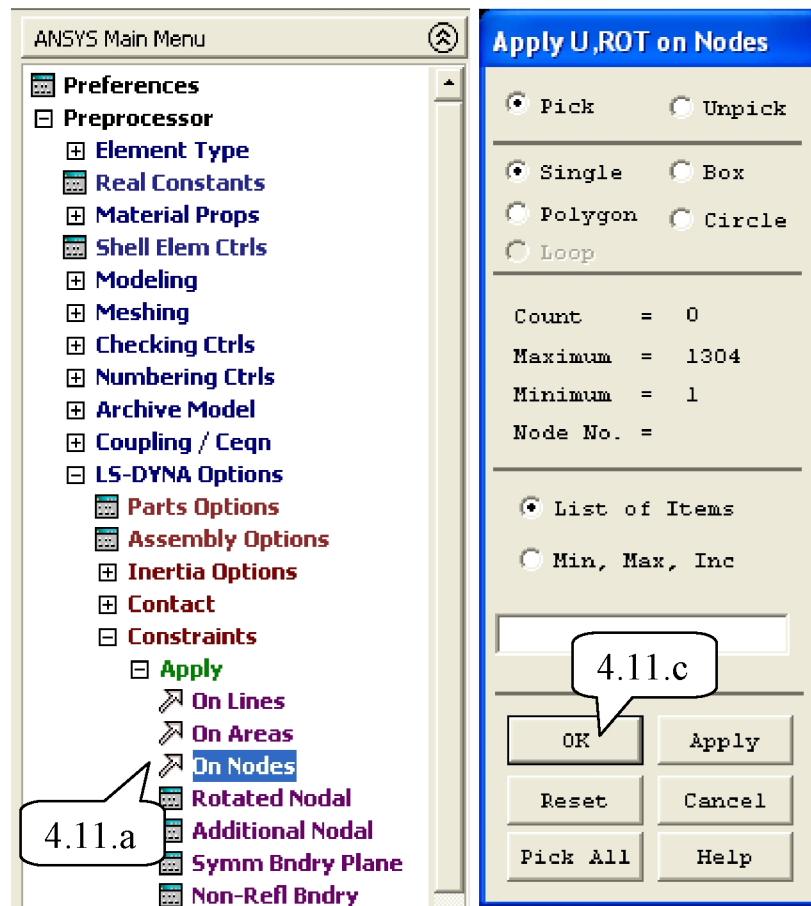 ANSYS Main Menu
Preferences
Preprocessor
Element Type
Real Constants
Material Props
Shell Elem Ctrls
Modeling
Meshing
Checking Ctrls
Numbering Ctrls
Archive Model
Coupling / Ceqn
LS-DYNA Options
Parts Options
Assembly Options
Inertia Options
Contact
Constraints
Apply
On Lines
On Areas
On Nodes
Rotated Nodal
Additional Nodal
Symm Bndry Plane
Non-Refl Bndry
4.11.a
Apply U,ROT on Nodes
Pick Unpick
Single Box
Polygon Circle
Loop
Count = 0
Maximum = 1304
Minimum = 1
Node No. =
List of Items
Min, Max, Inc
4.11.c
OK Apply
Reset Cancel
Pick All Help